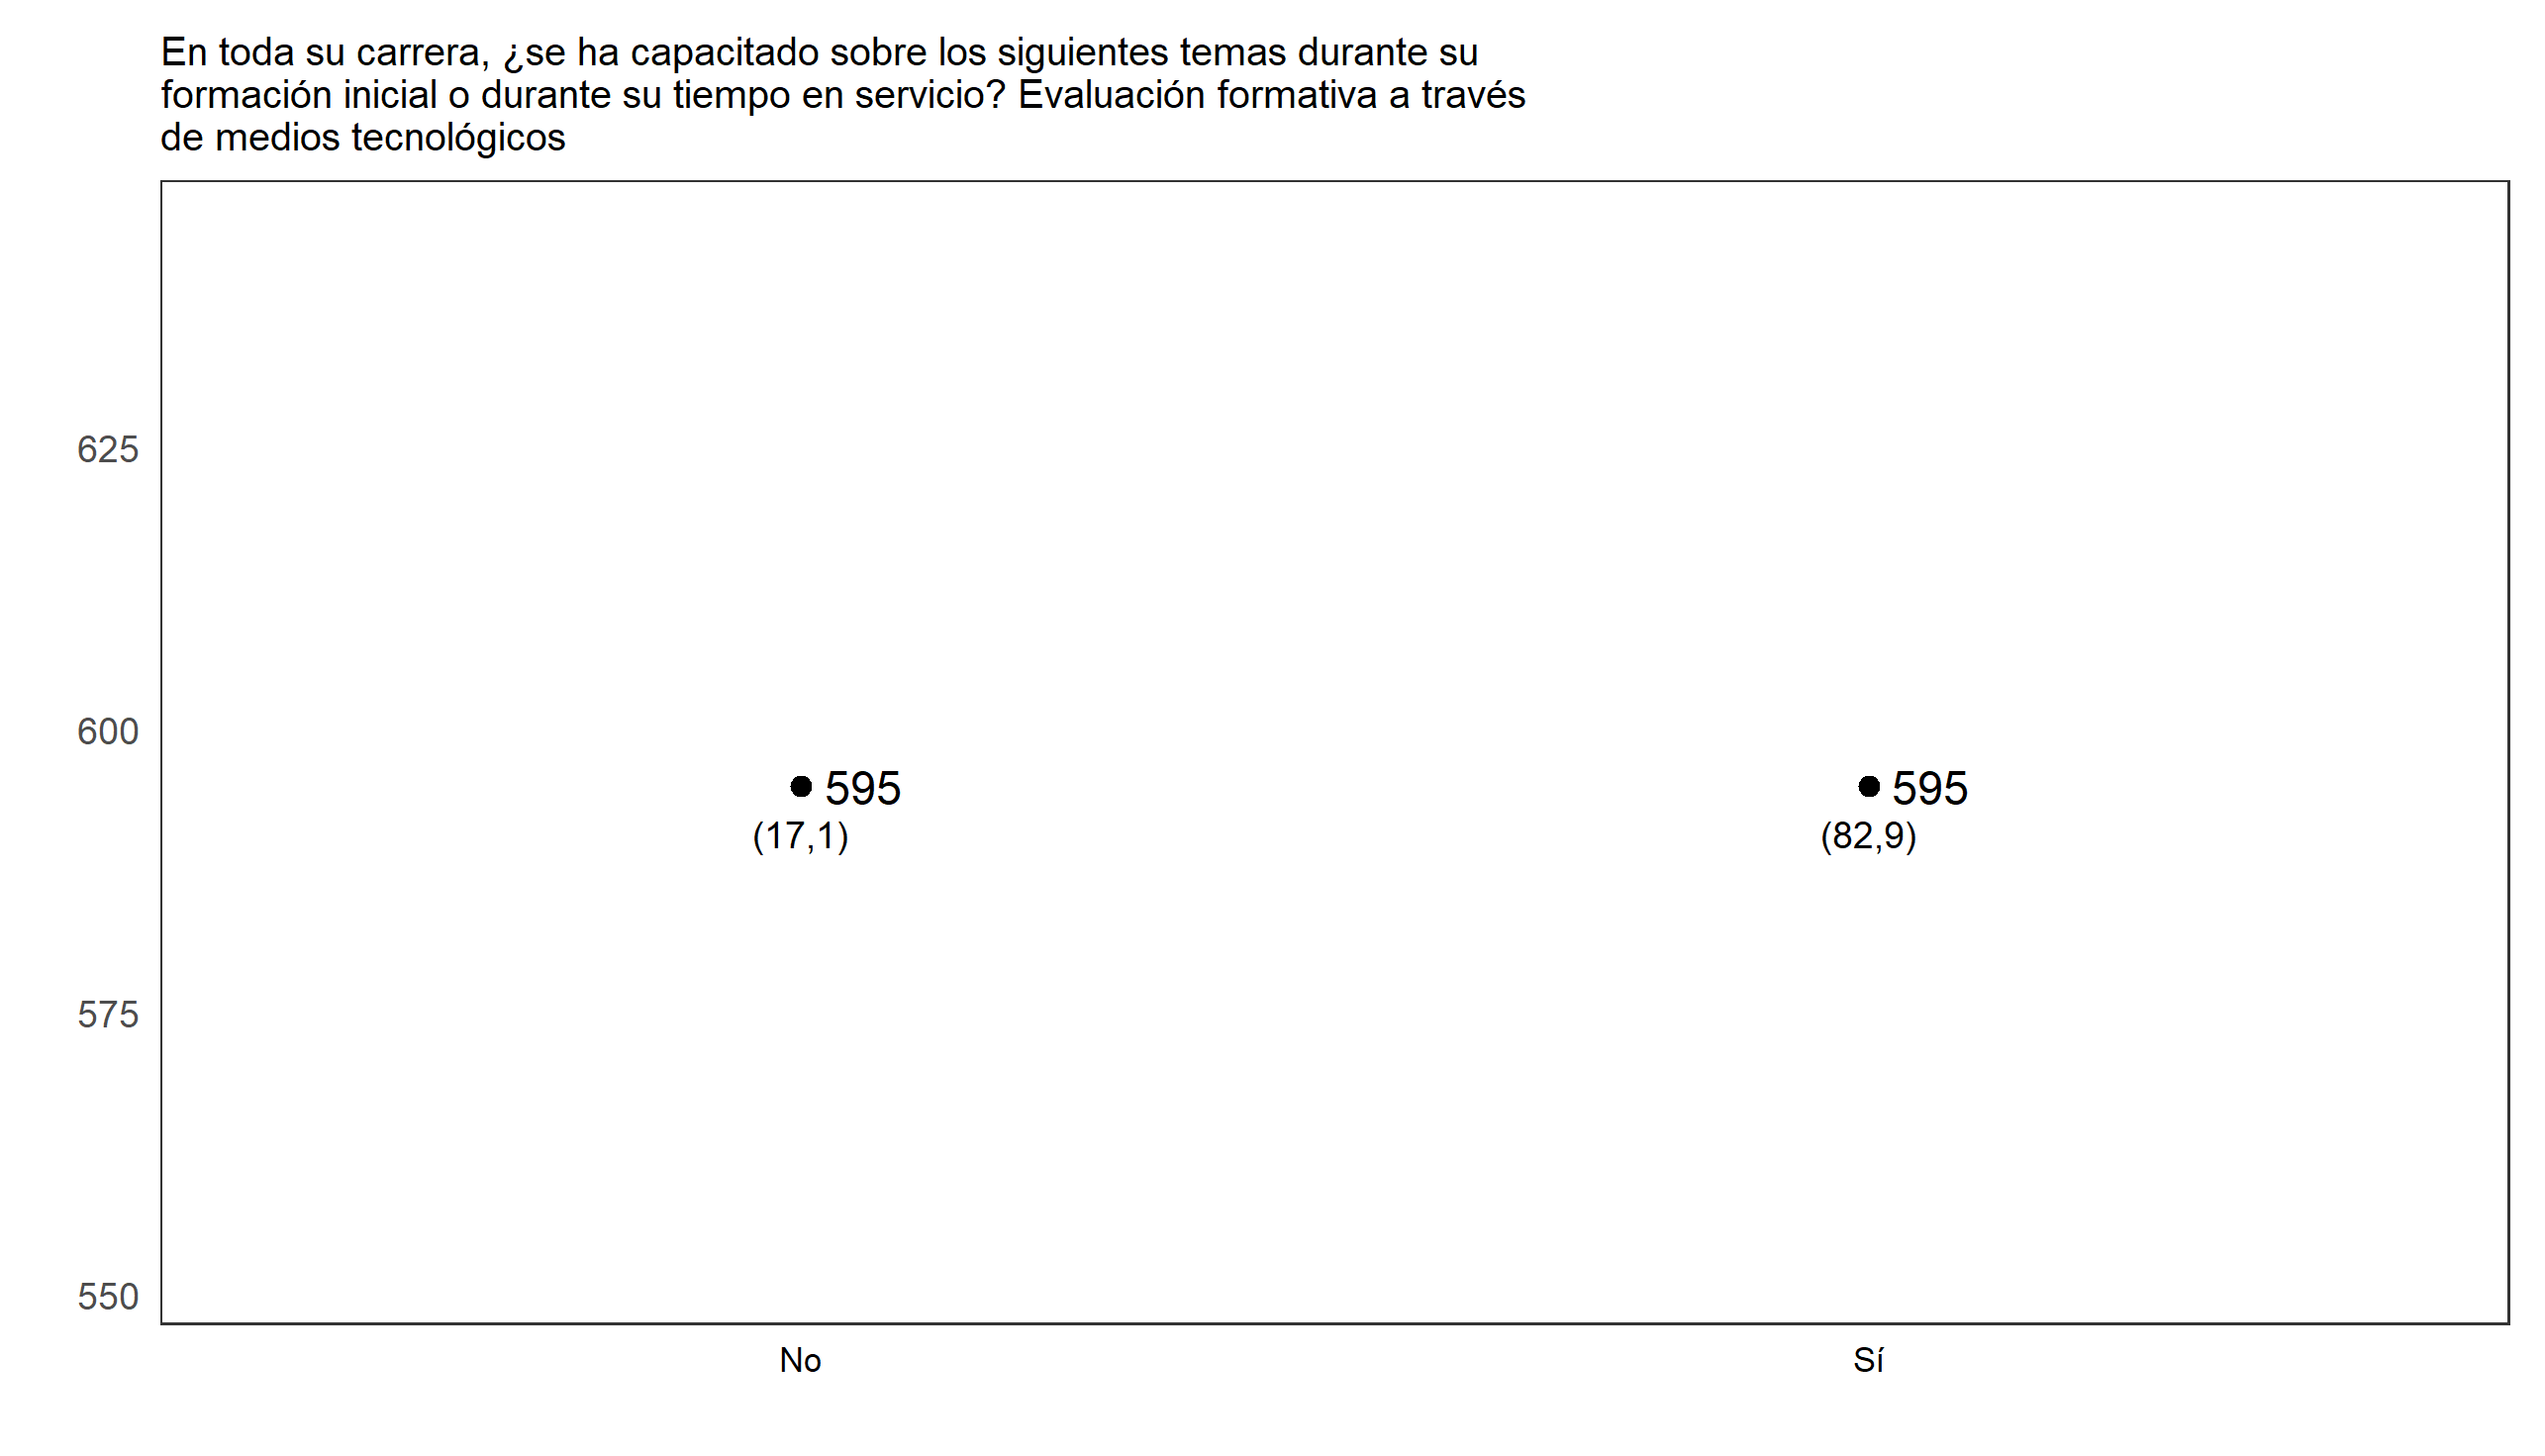 En toda su carrera, ¿se ha capacitado sobre los siguientes temas durante su
formación inicial o durante su tiempo en servicio? Evaluación formativa a través
de medios tecnológicos
625
600
595
595
(17,1)
(82,9)
575
550
No
Sí